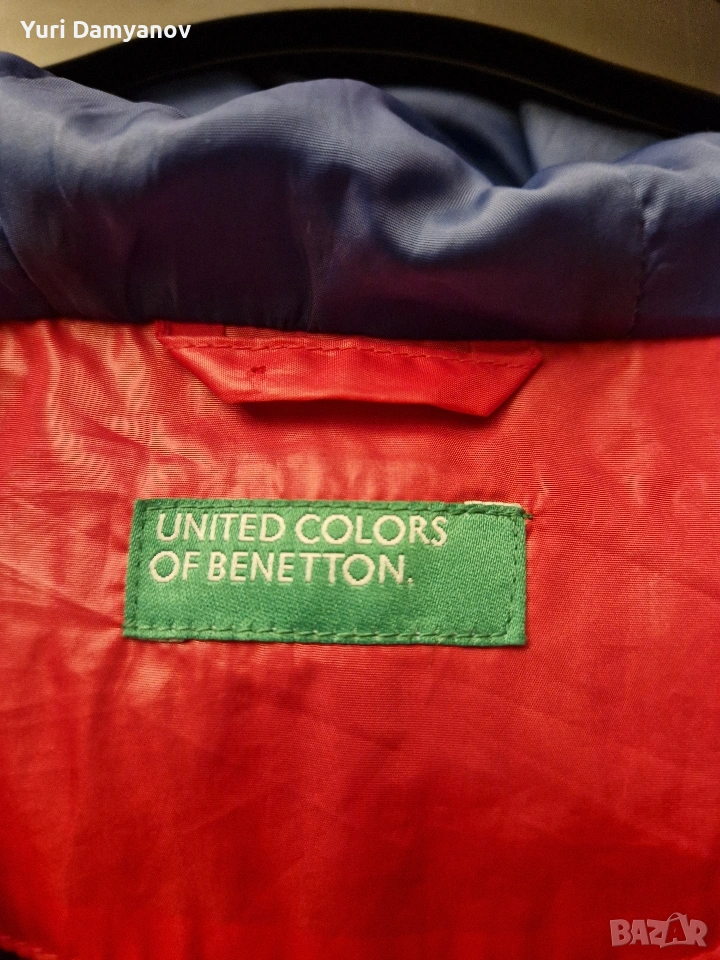 Yuri Damyanov
UNITED COLORS
OF BENETTON.
BAZAR